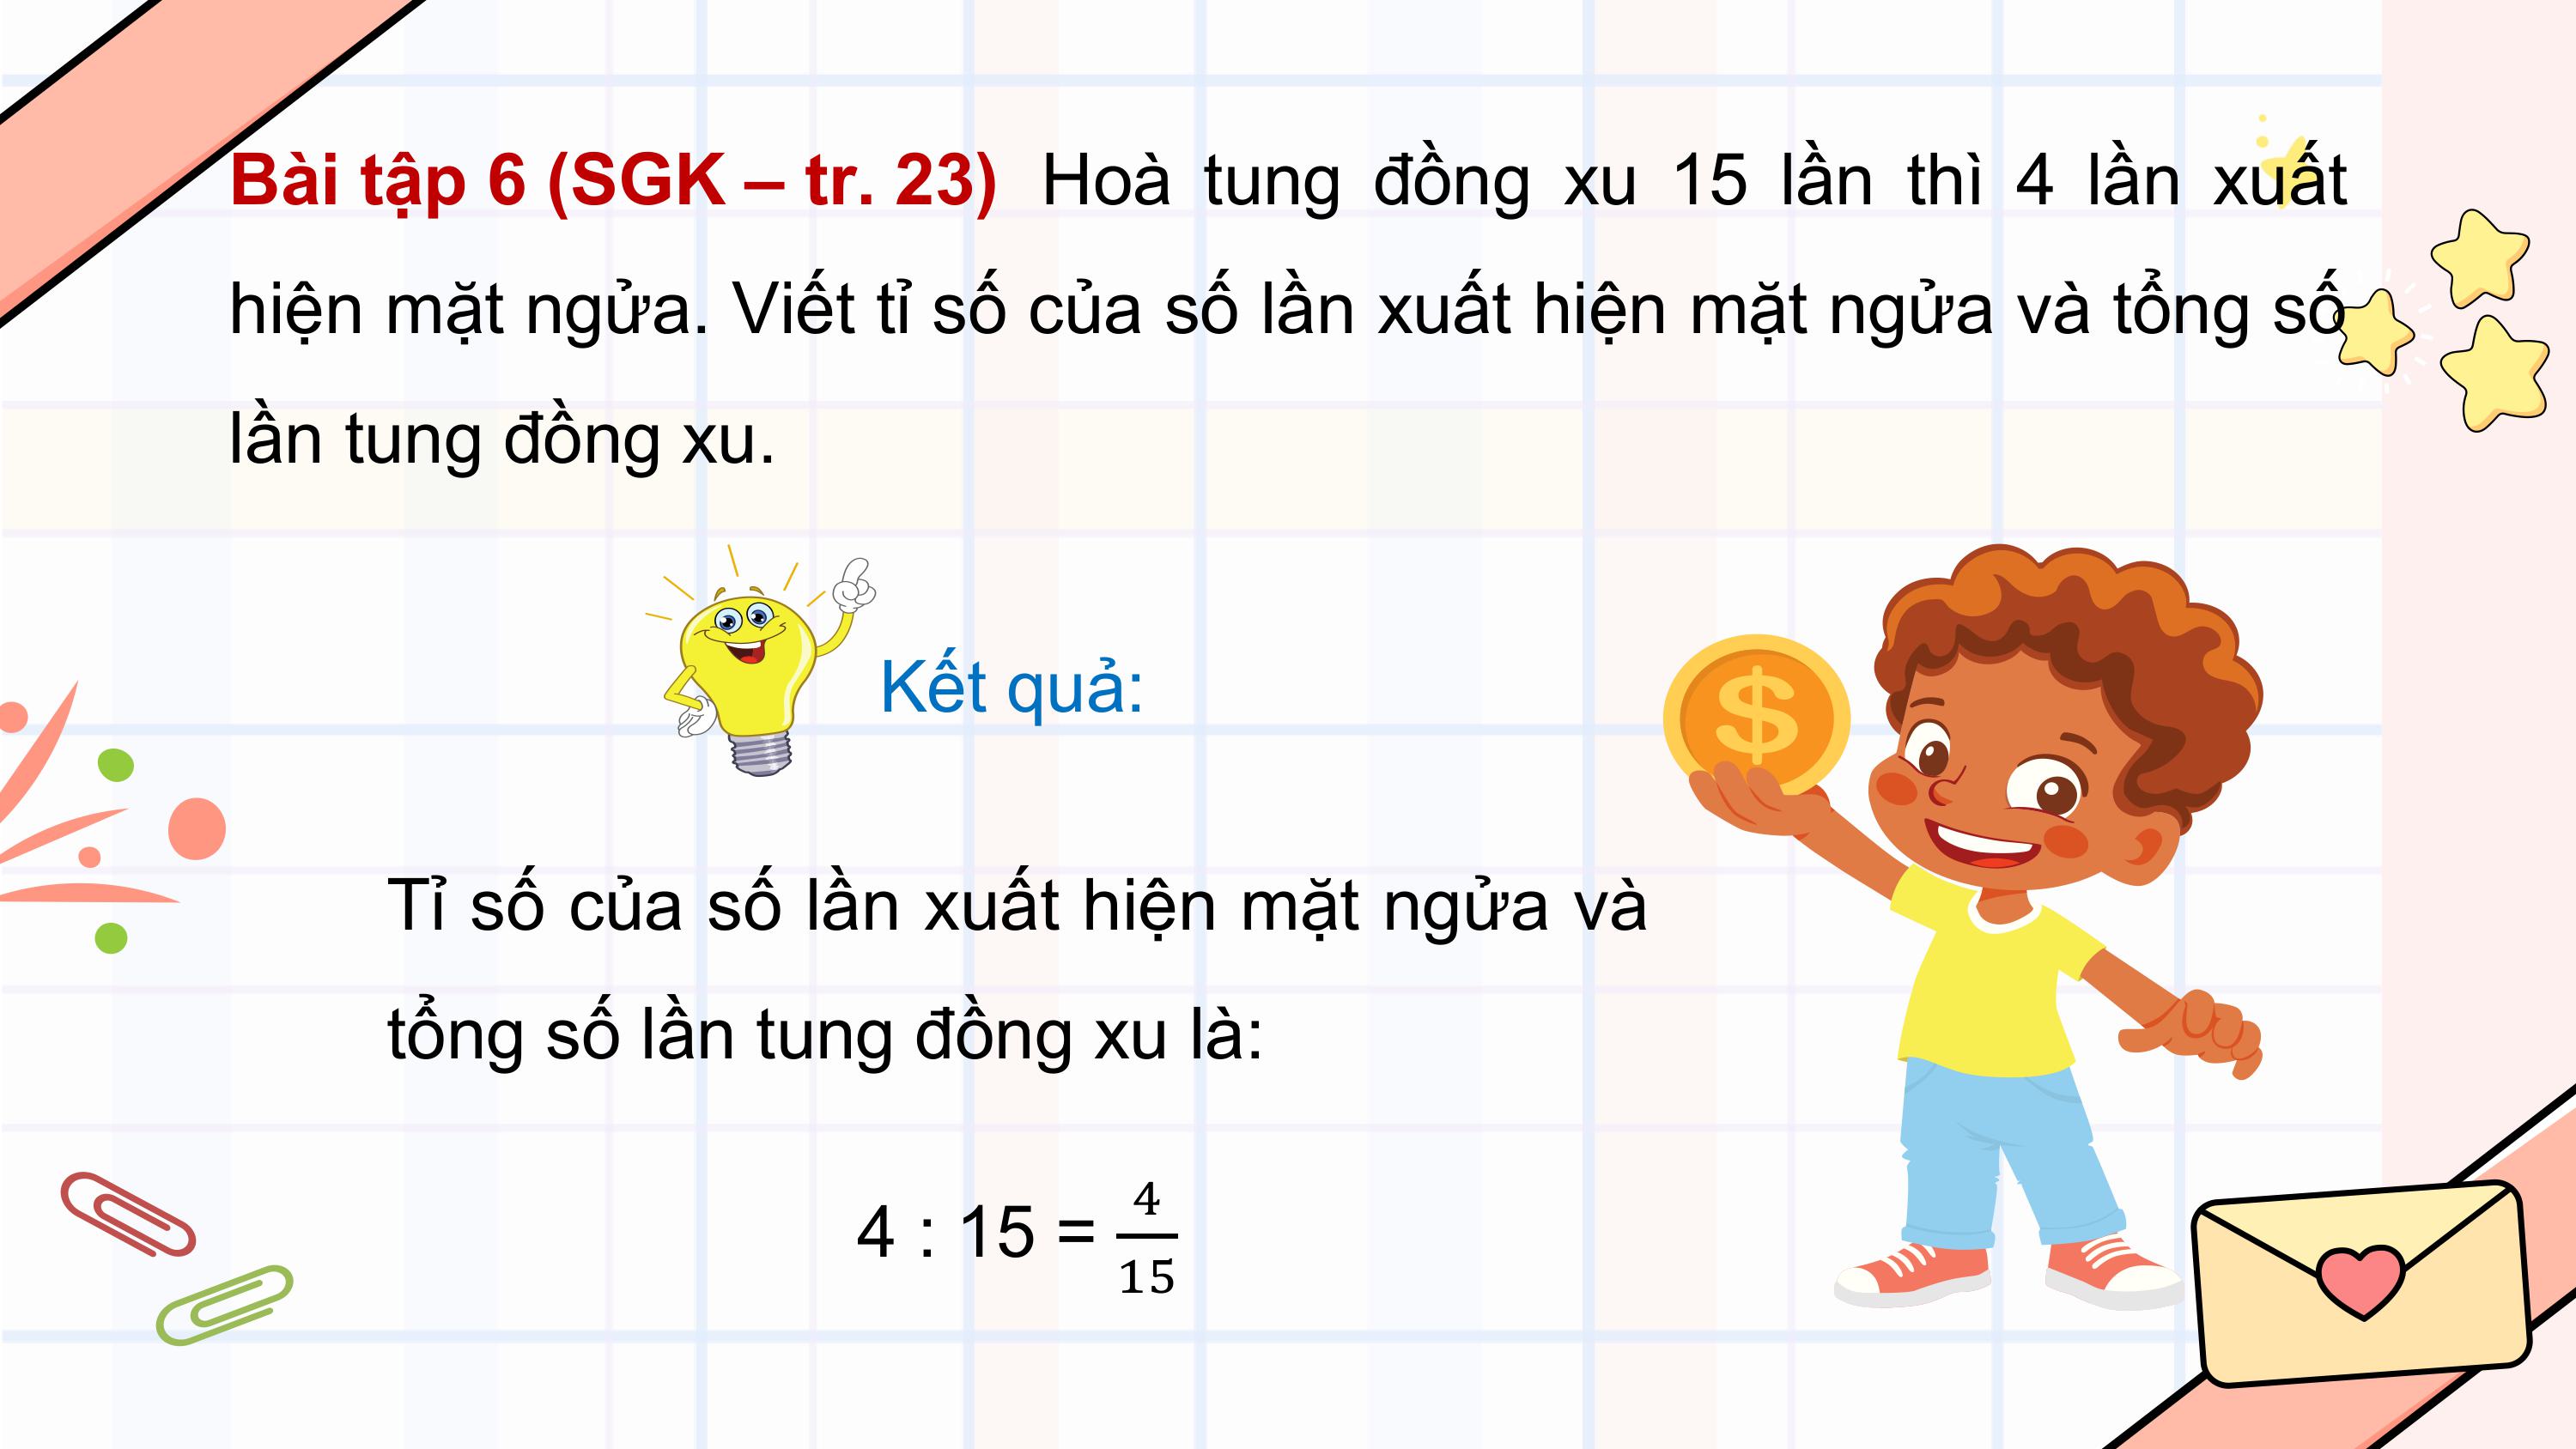 Bài tập 6 (SGK – tr. 23) Hoà tung đồng xu 15 lần thì 4 lần xuất
hiện mặt ngửa. Viết tỉ số của số lần xuất hiện mặt ngửa và tổng số
lần tung đồng xu.
Kết quả:
$
Tỉ số của số lần xuất hiện mặt ngửa và
tổng số lần tung đồng xu là:
4 : 15 = 4/15